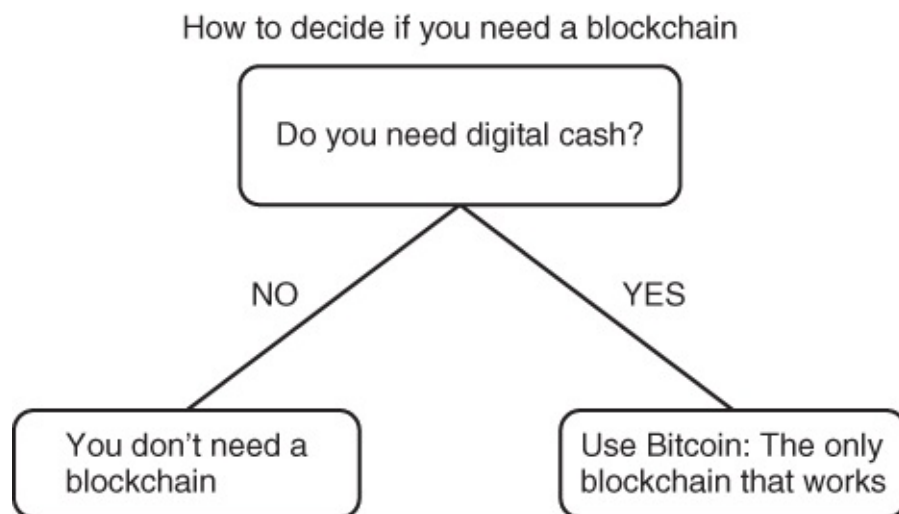 How to decide if you need a blockchain
Do you need digital cash?
NO
YES
You don’t need a
blockchain
Use Bitcoin: The only
blockchain that works